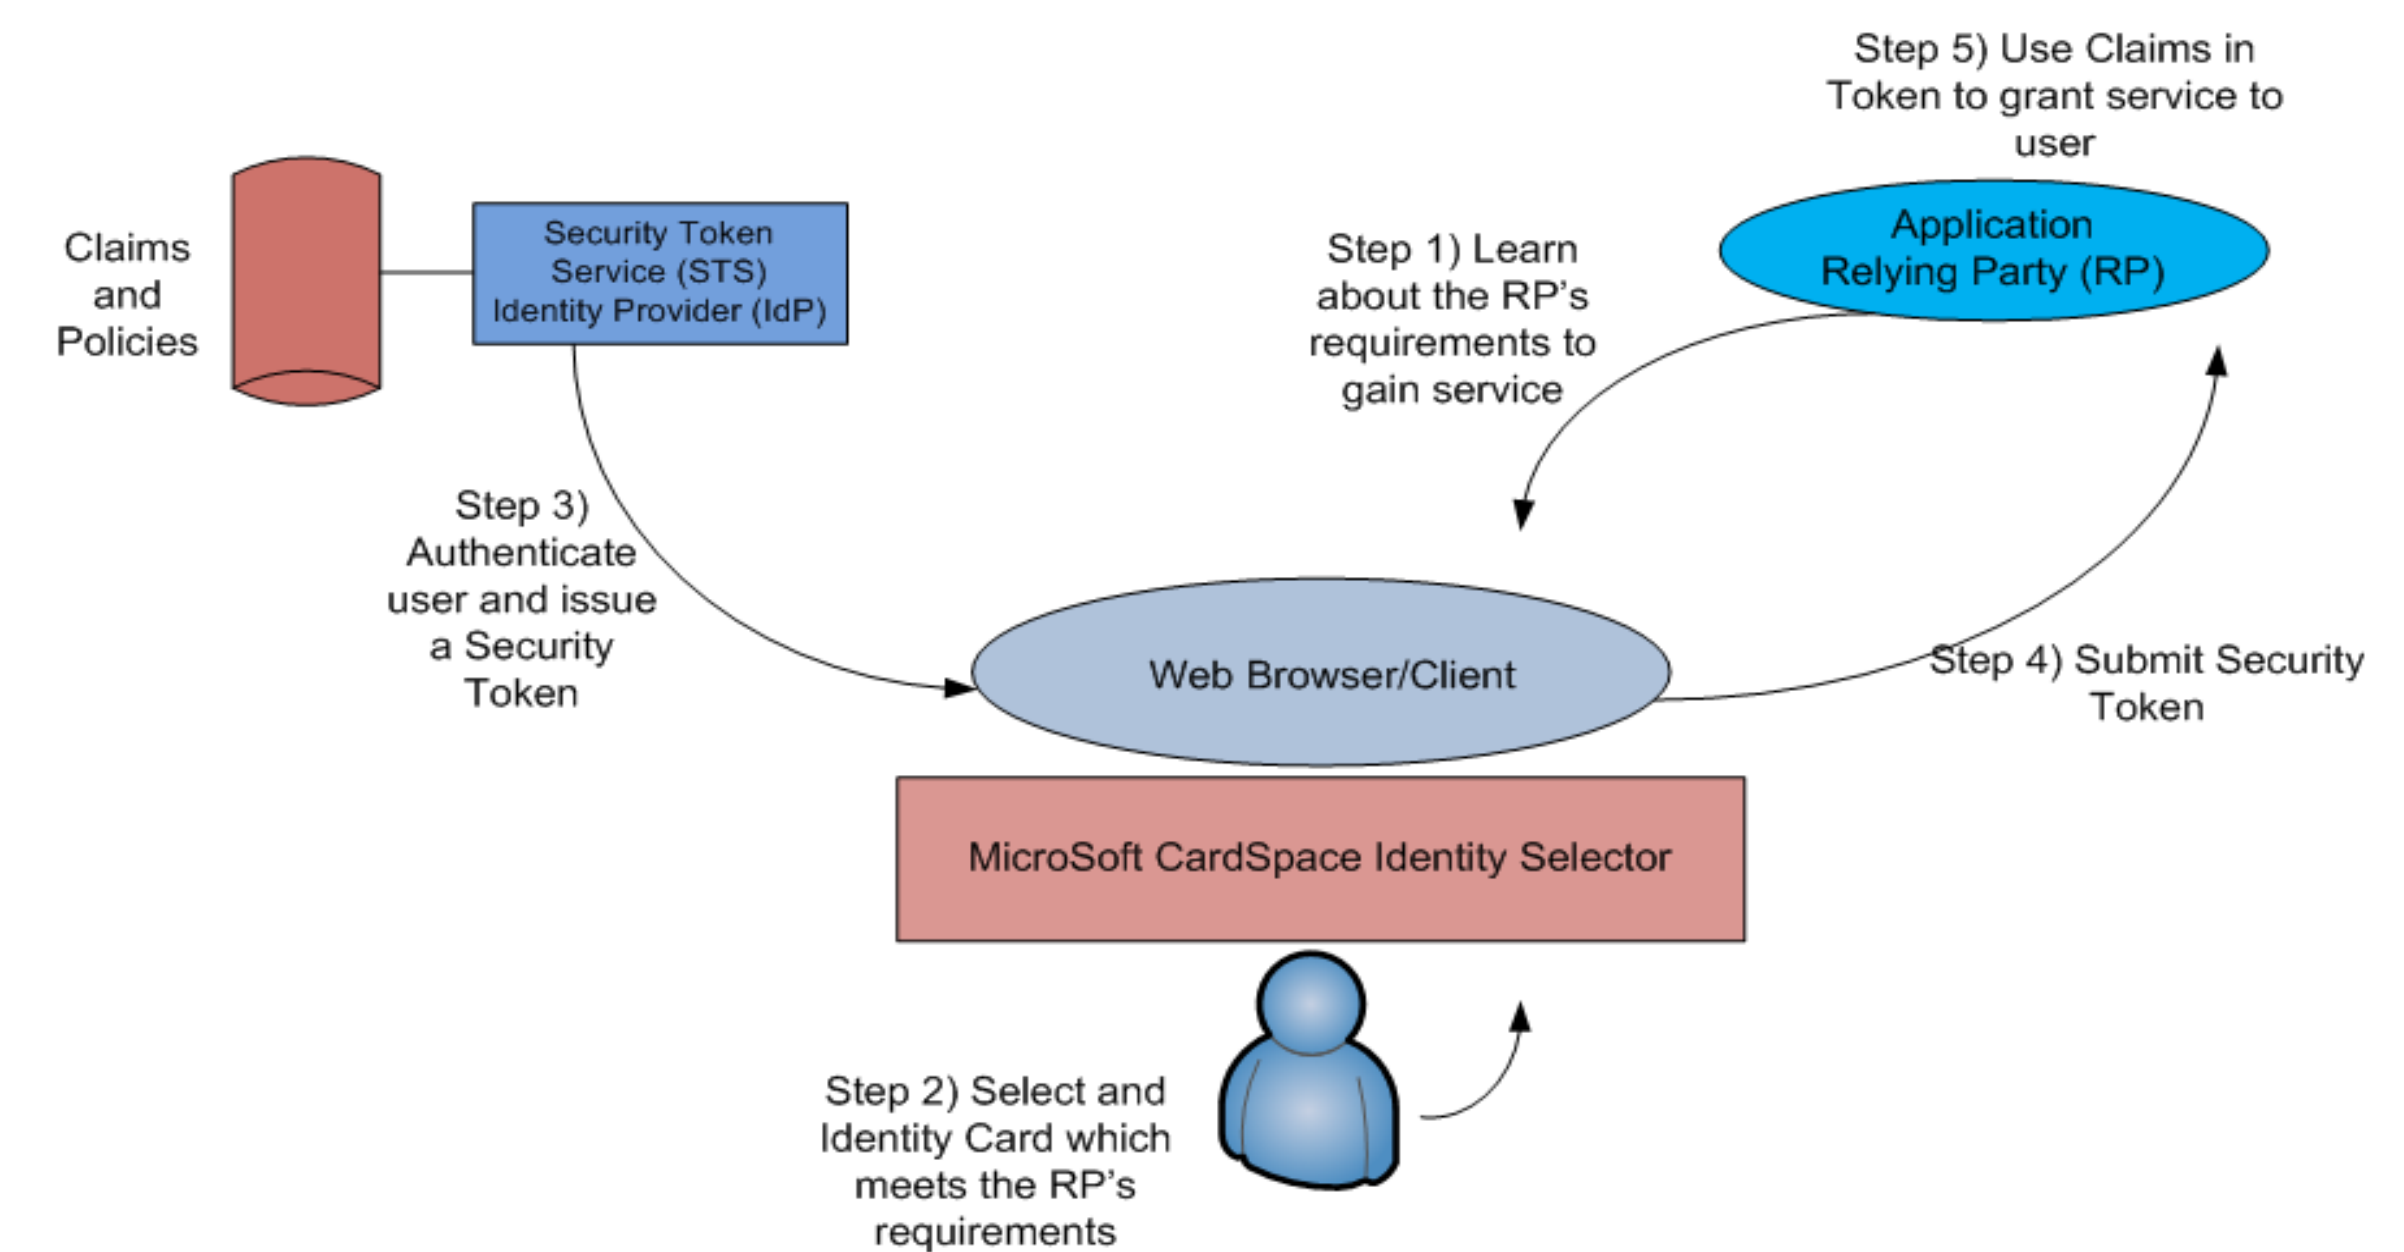 Step 5) Use Claims in
Token to grant service to
user
Application
Relying Party (RP)
Step 1) Learn
about the RP's
requirements to
gain service
Security Token
Service (STS)
Identity Provider (IdP)
Claims
and
Policies
Step 3)
Authenticate
user and issue
a Security
Token
Web Browser/Client
Step 4) Submit Security
Token
MicroSoft CardSpace Identity Selector
Step 2) Select and
Identity Card which
meets the RP's
requirements